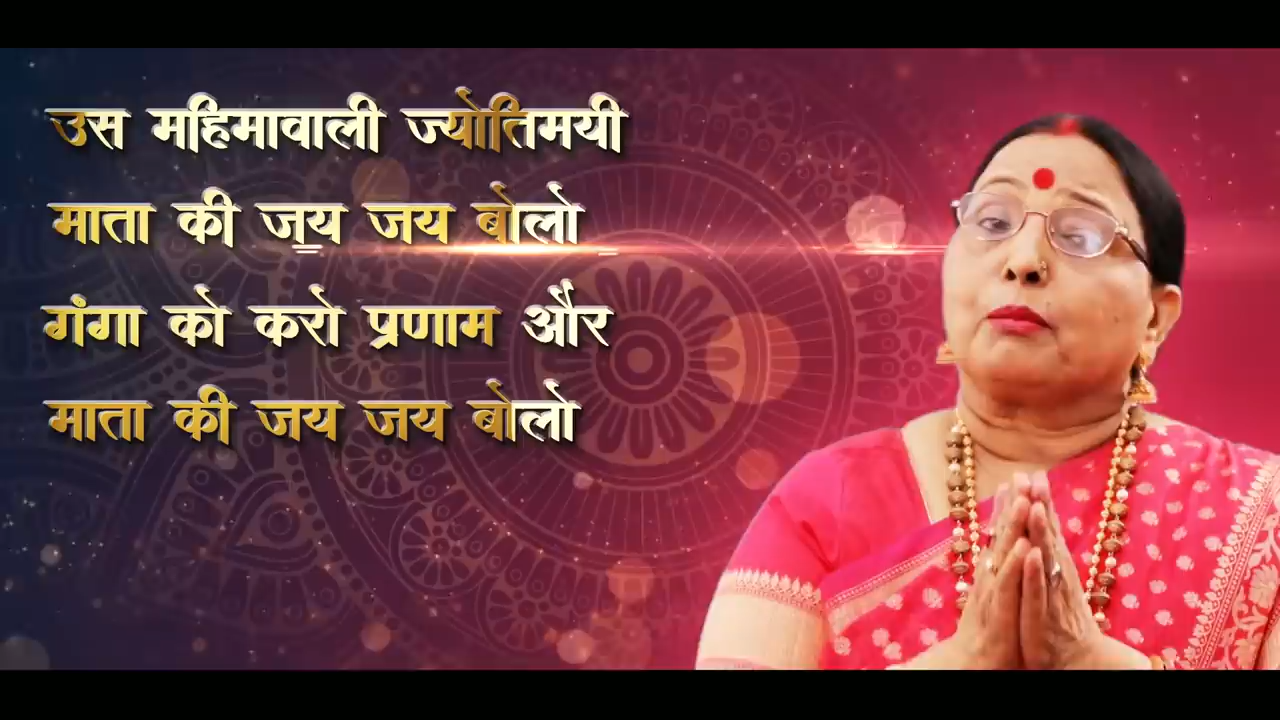 उस महिमावाली ज्योतिमयी
माता की जय जय बोलो
गंगा को करो प्रणाम और
माता की जय जय बोलो